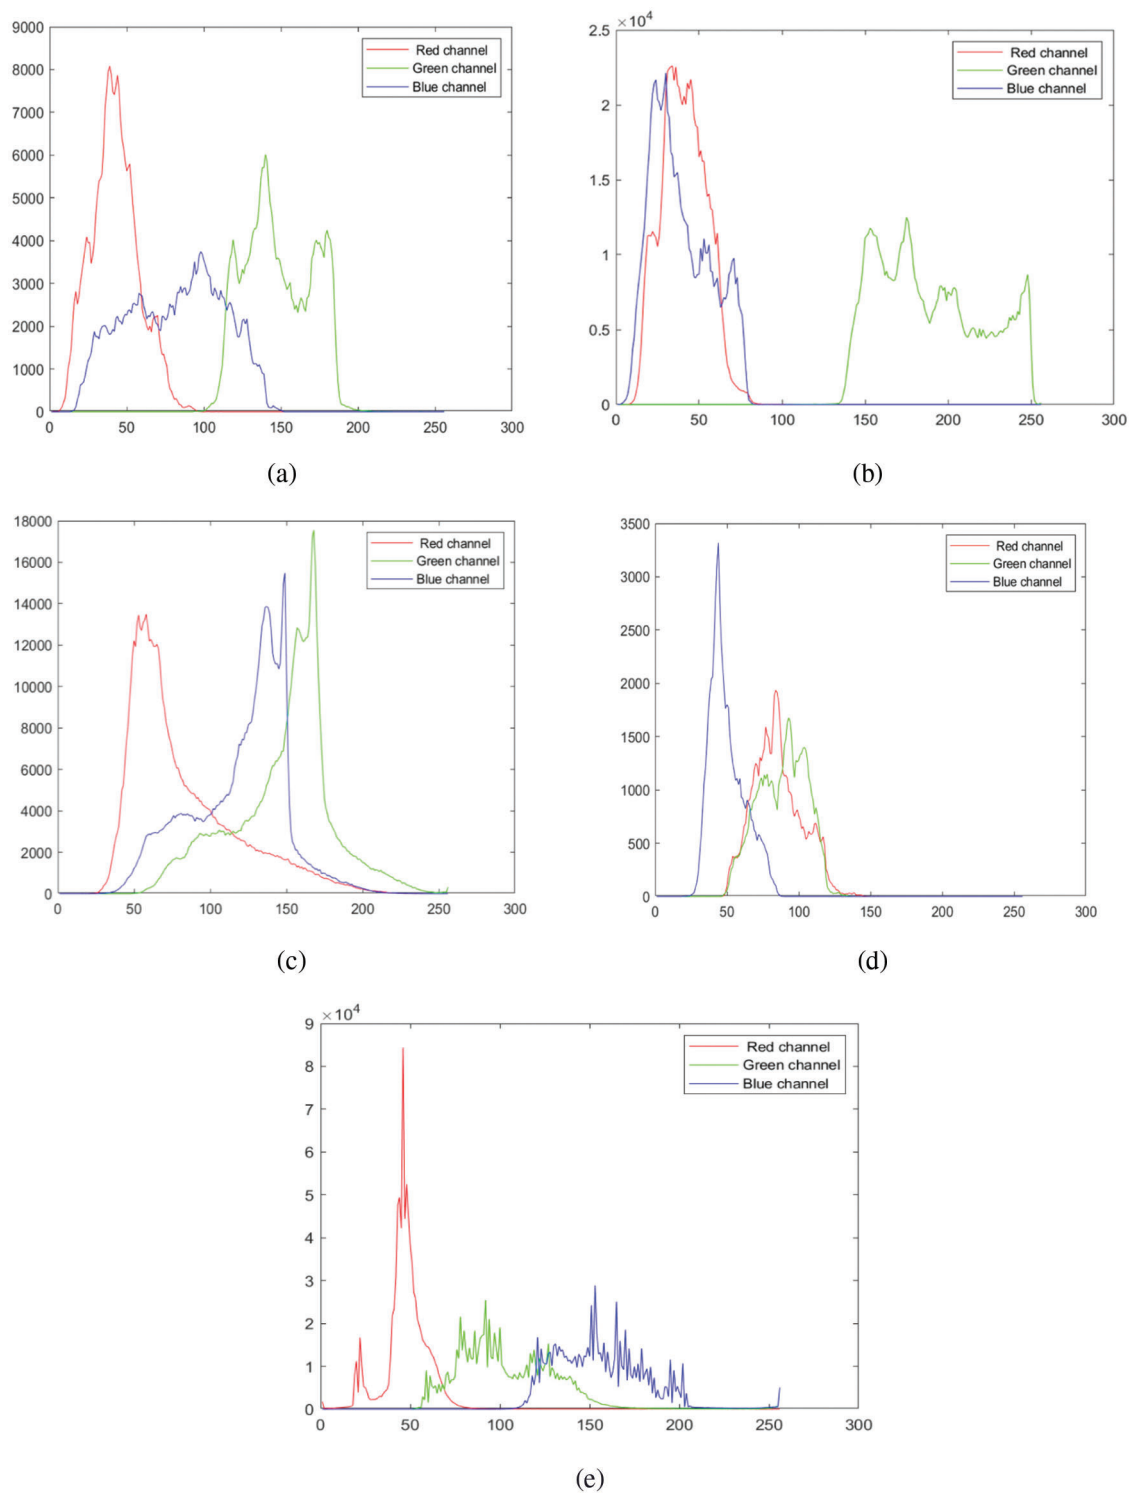 9000
8000
7000
6000
5000
4000
3000
2000
1000
0
0 50 100 150 200 250 300
Red channel
Green channel
Blue channel
(a)
×10^4
2.5
2
1.5
1
0.5
0
0 50 100 150 200 250 300
Red channel
Green channel
Blue channel
(b)
18000
16000
14000
12000
10000
8000
6000
4000
2000
0
0 50 100 150 200 250 300
Red channel
Green channel
Blue channel
(c)
3500
3000
2500
2000
1500
1000
500
0
0 50 100 150 200 250 300
Red channel
Green channel
Blue channel
(d)
×10^4
9
8
7
6
5
4
3
2
1
0
0 50 100 150 200 250 300
Red channel
Green channel
Blue channel
(e)